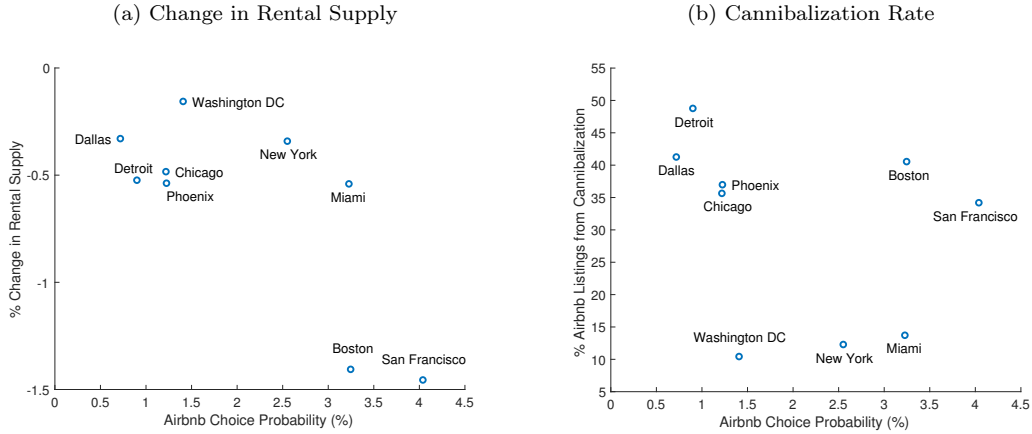 (a) Change in Rental Supply
% Change in Rental Supply
0
-0.5
-1
-1.5
Washington DC
Dallas
New York
Detroit
Chicago
Phoenix
Miami
Boston
San Francisco
0 0.5 1 1.5 2 2.5 3 3.5 4 4.5
Airbnb Choice Probability (%)
(b) Cannibalization Rate
% Airbnb Listings from Cannibalization
55
50
45
40
35
30
25
20
15
10
5
Detroit
Dallas
Boston
Phoenix
Chicago
San Francisco
Washington DC
New York
Miami
0 0.5 1 1.5 2 2.5 3 3.5 4 4.5
Airbnb Choice Probability (%)